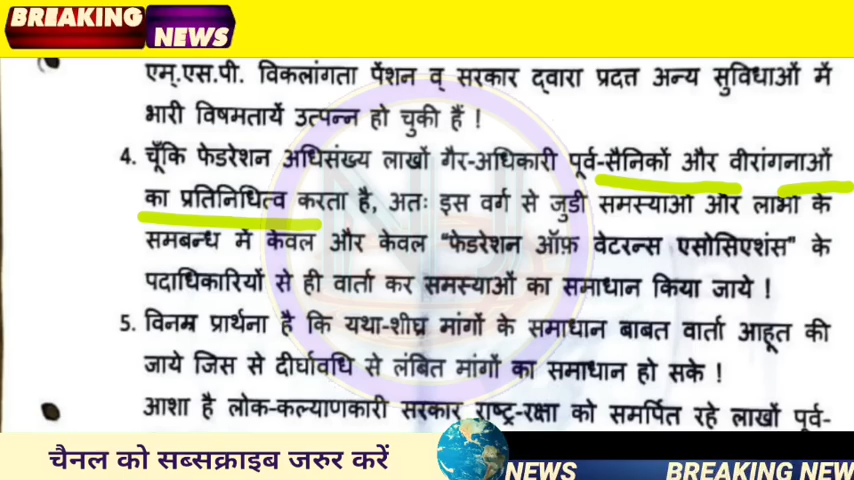 BREAKING
NEWS
एम्.एस.पी. विकलांगता पेंशन व् सरकार द्वारा प्रदत्त अन्य सुविधाओं में
भारी विषमतायें उत्पन्न हो चुकी हैं !
4. चूँकि फेडरेशन अधिसंख्य लाखों गैर-अधिकारी पूर्व-सैनिकों और वीरांगनाओं
का प्रतिनिधित्व करता है, अतः इस वर्ग से जुडी समस्याओं और लाभों के
समबन्ध में केवल और केवल "फेडरेशन ऑफ़ वेटरन्स एसोसिएशंस" के
पदाधिकारियों से ही वार्ता कर समस्याओं का समाधान किया जाये !
5. विनम्र प्रार्थना है कि यथा-शीघ्र मांगों के समाधान बाबत वार्ता आहूत की
जाये जिस से दीर्घावधि से लंबित मांगों का समाधान हो सके !
आशा है लोक-कल्याणकारी सरकार राष्ट्र-रक्षा को समर्पित रहे लाखों पूर्व-
चैनल को सब्सक्राइब जरुर करें
NEWS BREAKING NEW